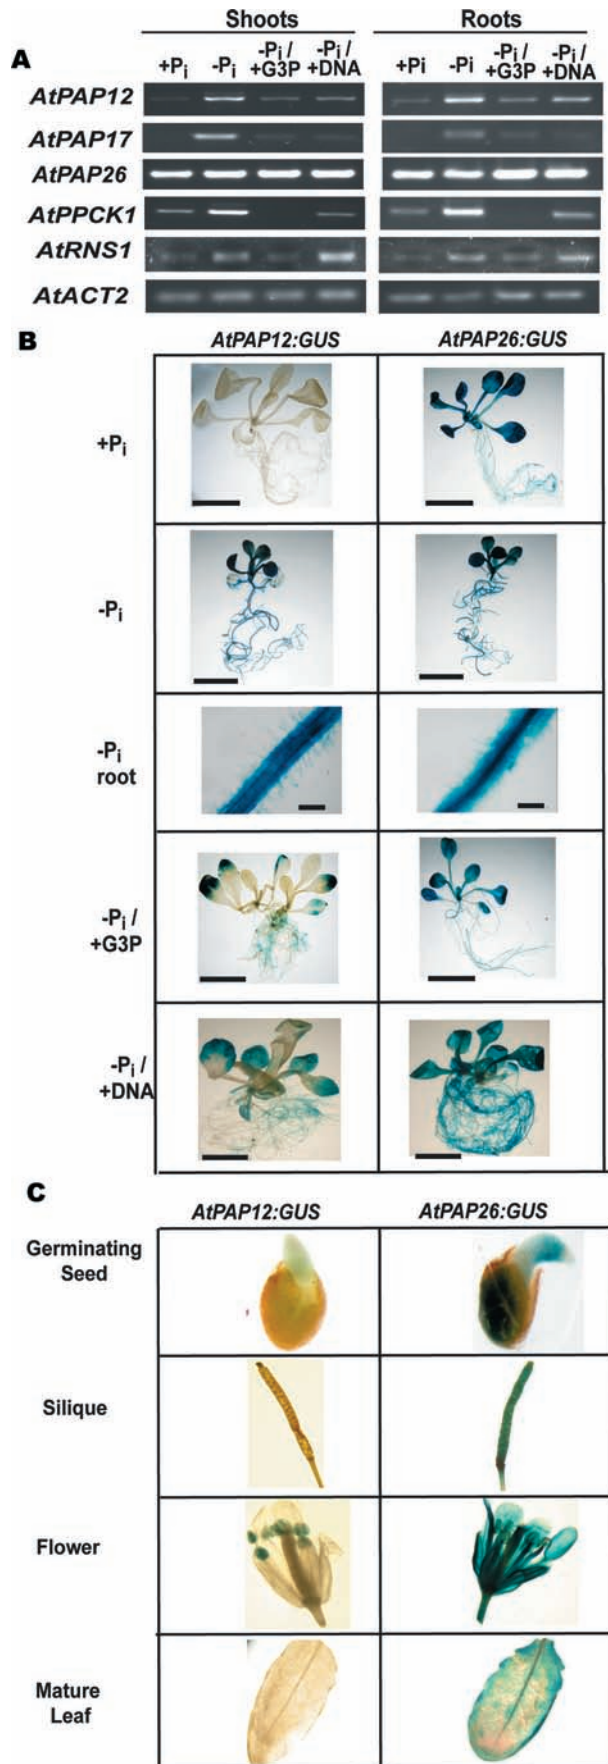 Shoots Roots
A
+Pi -Pi -Pi / +G3P -Pi / +DNA +Pi -Pi -Pi / +G3P -Pi / +DNA
AtPAP12
AtPAP17
AtPAP26
AtPPCK1
AtRNS1
AtACT2
B
AtPAP12:GUS AtPAP26:GUS
+Pi
-Pi
-Pi
root
-Pi /
+G3P
-Pi /
+DNA
C
AtPAP12:GUS AtPAP26:GUS
Germinating
Seed
Silique
Flower
Mature
Leaf